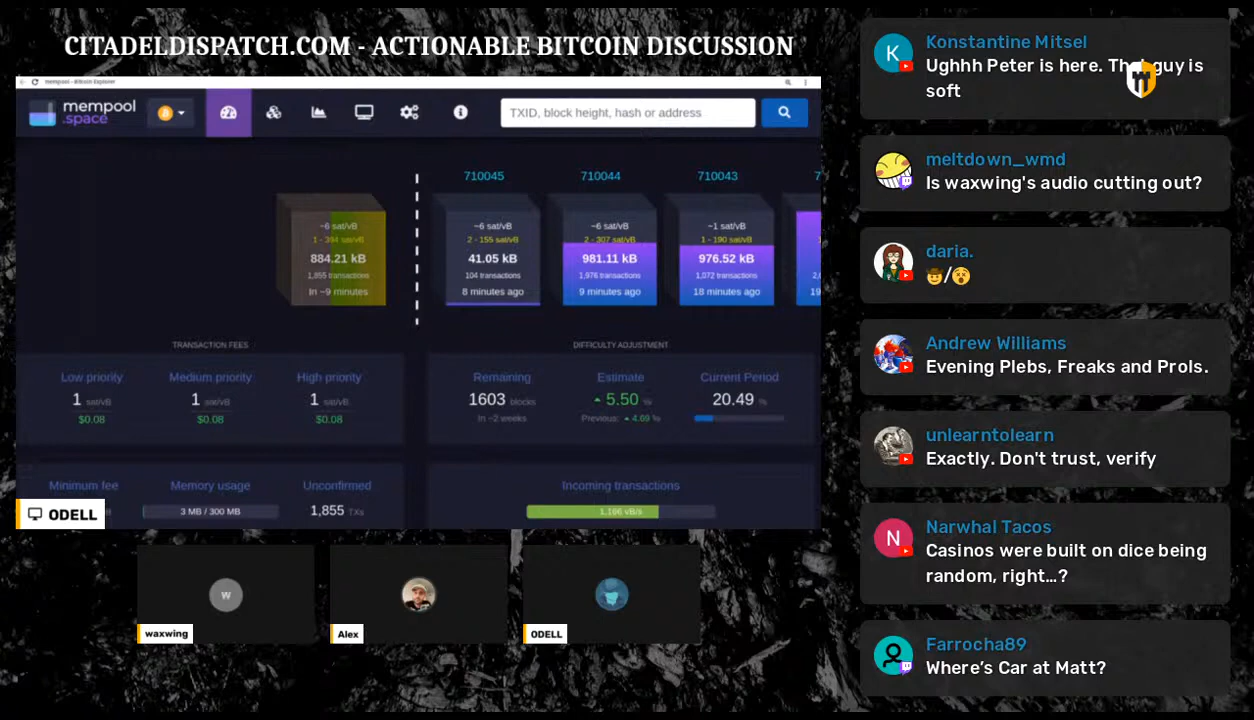 CITADELDISPATCH.COM - ACTIONABLE BITCOIN DISCUSSION
mempool - Bitcoin Explorer
mempool
.space
TXID, block height, hash or address
710045
710044
710043
7
~6 sat/vB
~6 sat/vB
~6 sat/vB
~1 sat/vB
2 - 155 sat/vB
2 - 307 sat/vB
1 - 190 sat/vB
884.21 kB
41.05 kB
981.11 kB
976.52 kB
1,855 transactions
104 transactions
1,976 transactions
1,072 transactions
In ~9 minutes
8 minutes ago
9 minutes ago
18 minutes ago
19
TRANSACTION FEES
DIFFICULTY ADJUSTMENT
Low priority
Medium priority
High priority
1 sat/vB
1 sat/vB
1 sat/vB
$0.08
$0.08
$0.08
Remaining
Estimate
Current Period
1603 blocks
5.50 %
20.49 %
In ~2 weeks
Previous: 4.69 %
Minimum fee
Memory usage
Unconfirmed
3 MB / 300 MB
1,855 TXs
Incoming transactions
1,166 vB/s
ODELL
w
waxwing
Alex
ODELL
K
Konstantine Mitsel
Ughhh Peter is here. guy is
soft
meltdown_wmd
Is waxwing's audio cutting out?
daria.
🤠/😵
Andrew Williams
Evening Plebs, Freaks and Prols.
unlearntolearn
Exactly. Don't trust, verify
N
Narwhal Tacos
Casinos were built on dice being
random, right...?
Farrocha89
Where's Car at Matt?